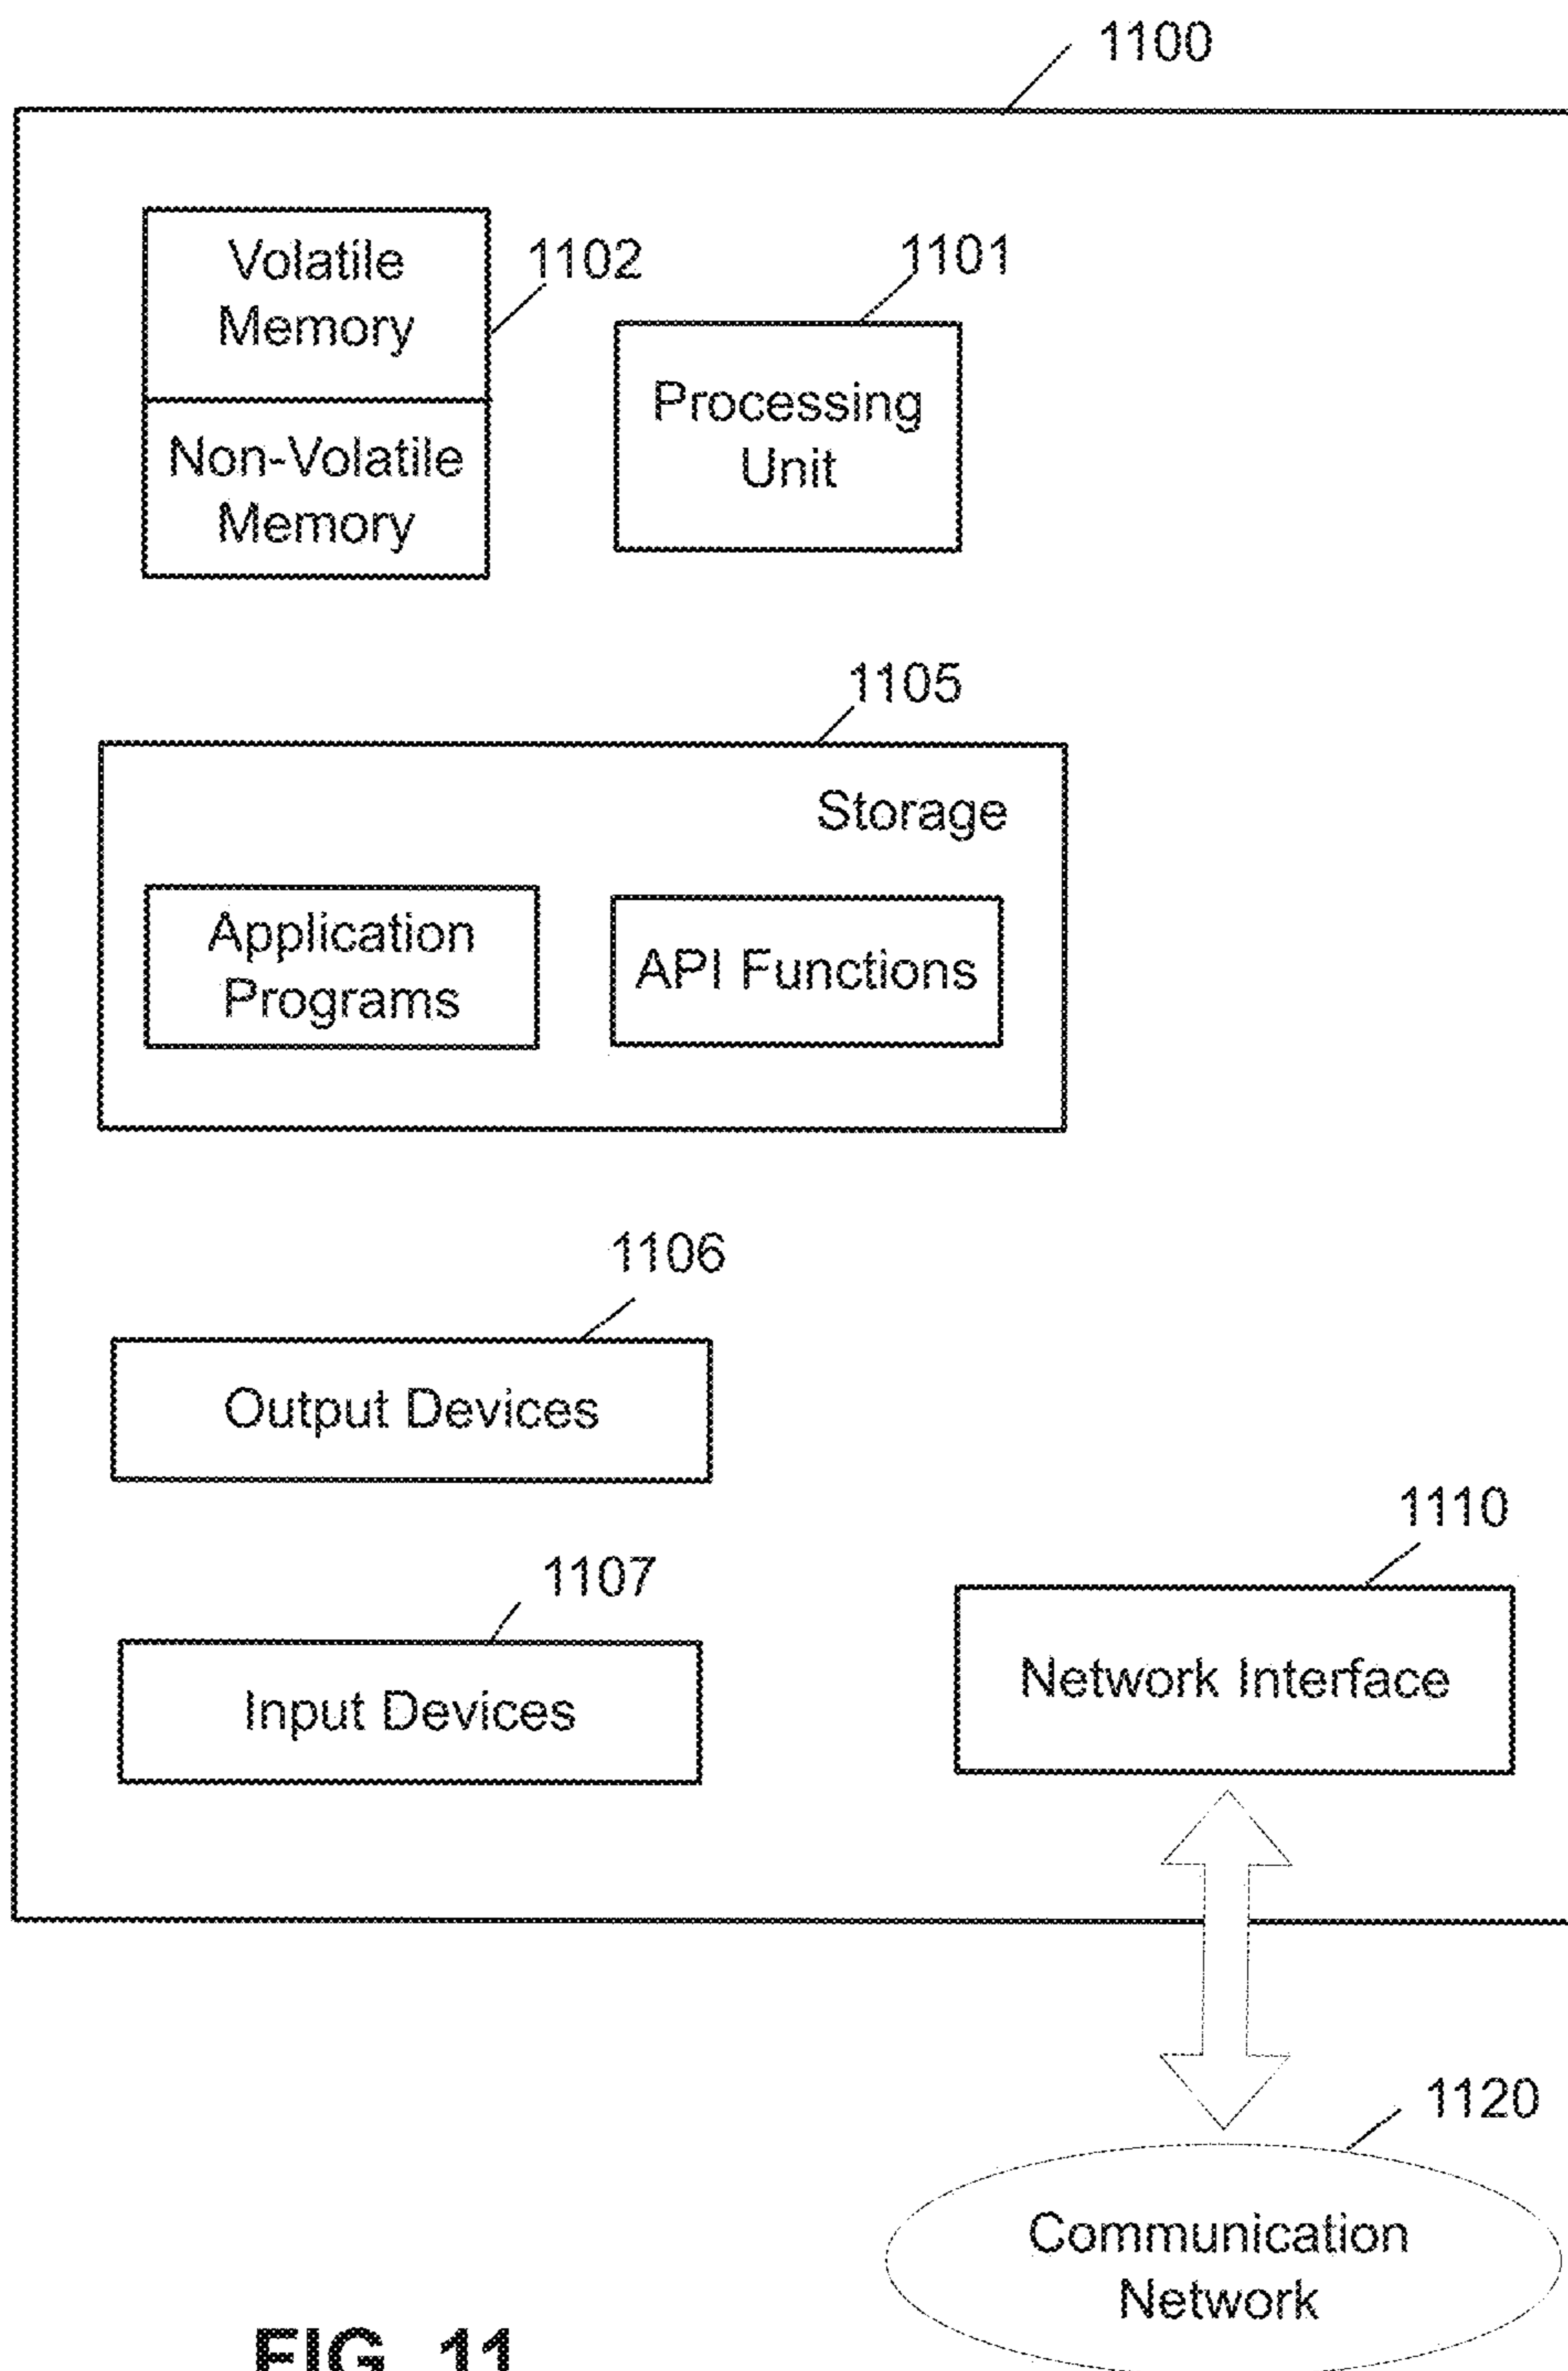 1100
Volatile
Memory
1102
1101
Non-Volatile
Memory
Processing
Unit
1105
Storage
Application
Programs
API Functions
1106
Output Devices
1110
1107
Input Devices
Network Interface
1120
Communication
Network
FIG. 11